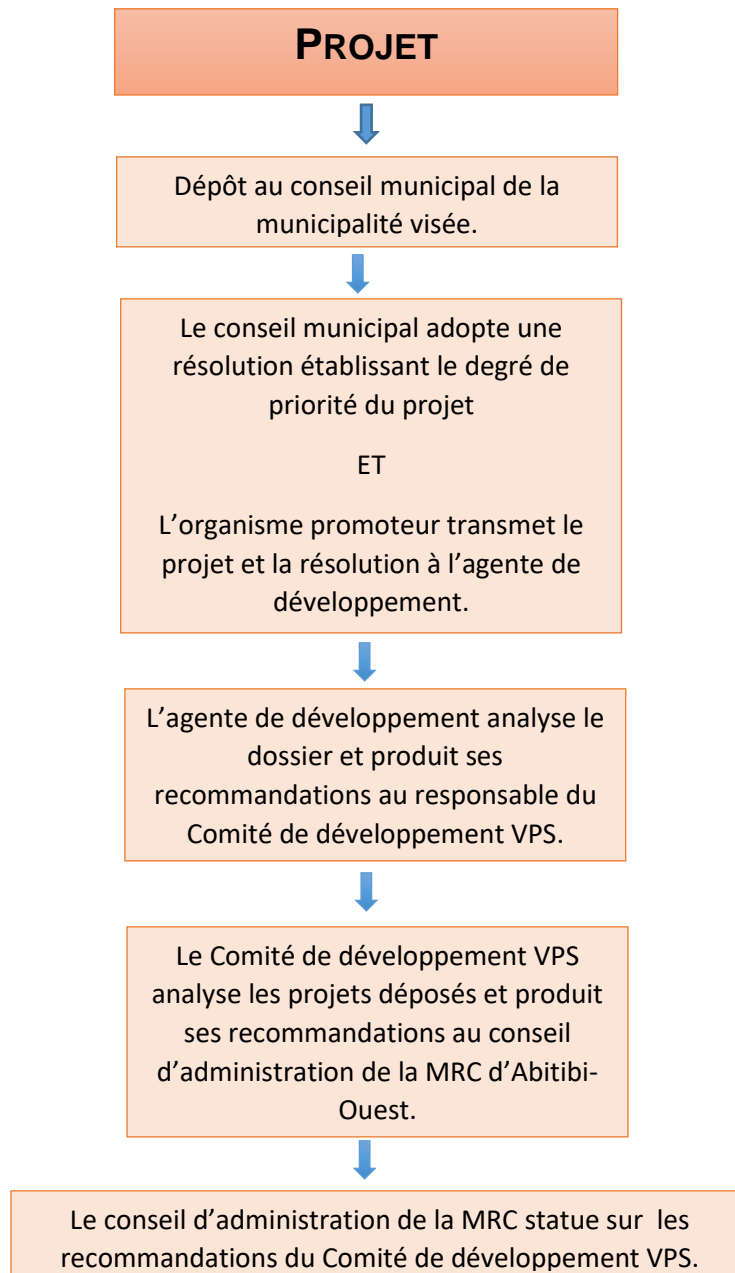 PROJET
Dépôt au conseil municipal de la
municipalité visée.
Le conseil municipal adopte une
résolution établissant le degré de
priorité du projet
ET
L’organisme promoteur transmet le
projet et la résolution à l’agente de
développement.
L’agente de développement analyse le
dossier et produit ses
recommandations au responsable du
Comité de développement VPS.
Le Comité de développement VPS
analyse les projets déposés et produit
ses recommandations au conseil
d’administration de la MRC d’Abitibi-
Ouest.
Le conseil d’administration de la MRC statue sur les
recommandations du Comité de développement VPS.